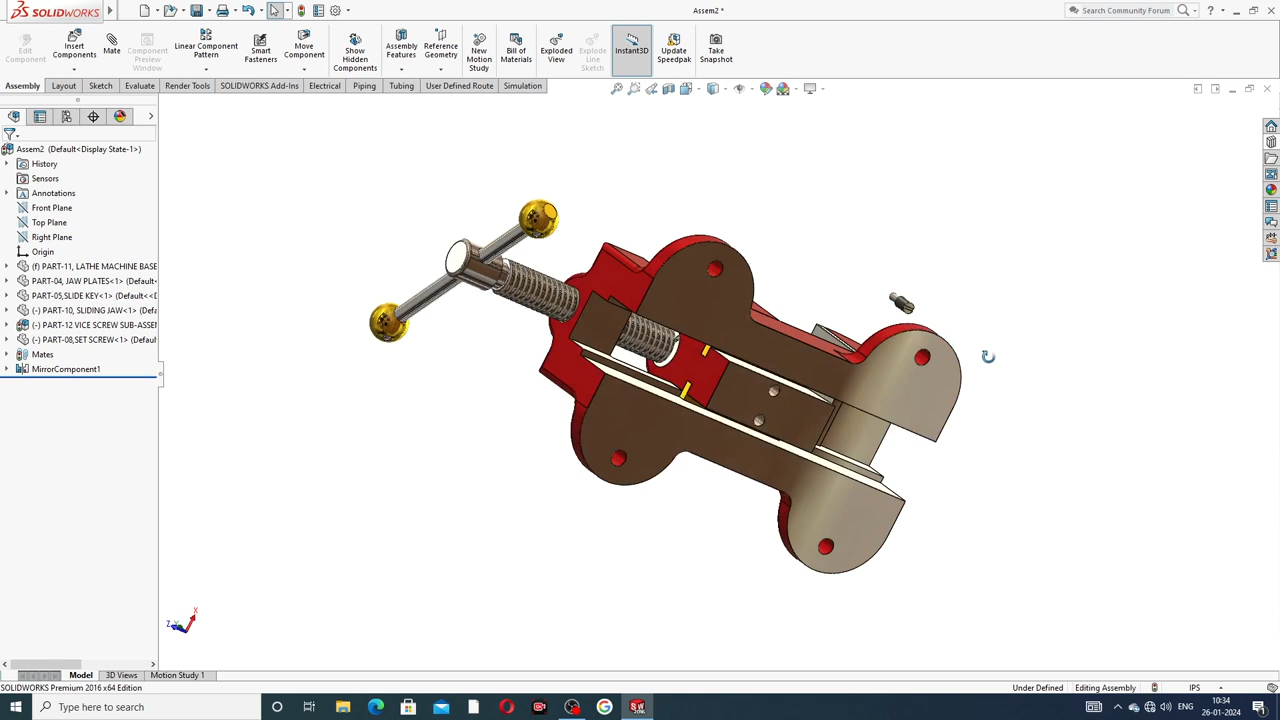 SOLIDWORKS
Assem2 *
Search Community Forum
Edit Component
Insert Components
Mate
Component Preview Window
Linear Component Pattern
Smart Fasteners
Move Component
Show Hidden Components
Assembly Features
Reference Geometry
New Motion Study
Bill of Materials
Exploded View
Explode Line Sketch
Instant3D
Update Speedpak
Take Snapshot
Assembly
Layout
Sketch
Evaluate
Render Tools
SOLIDWORKS Add-Ins
Electrical
Piping
Tubing
User Defined Route
Simulation
Assem2 (Default<Display State-1>)
History
Sensors
Annotations
Front Plane
Top Plane
Right Plane
Origin
(f) PART-11, LATHE MACHINE BASE
PART-04, JAW PLATES<1> (Default<
PART-05,SLIDE KEY<1> (Default<<D
(-) PART-10, SLIDING JAW<1> (Defa
(-) PART-12 VICE SCREW SUB-ASSEM
(-) PART-08,SET SCREW<1> (Default
Mates
MirrorComponent1
X
Y
Z
Model
3D Views
Motion Study 1
SOLIDWORKS Premium 2016 x64 Edition
Under Defined
Editing Assembly
IPS
Type here to search
ENG
10:34
26-01-2024